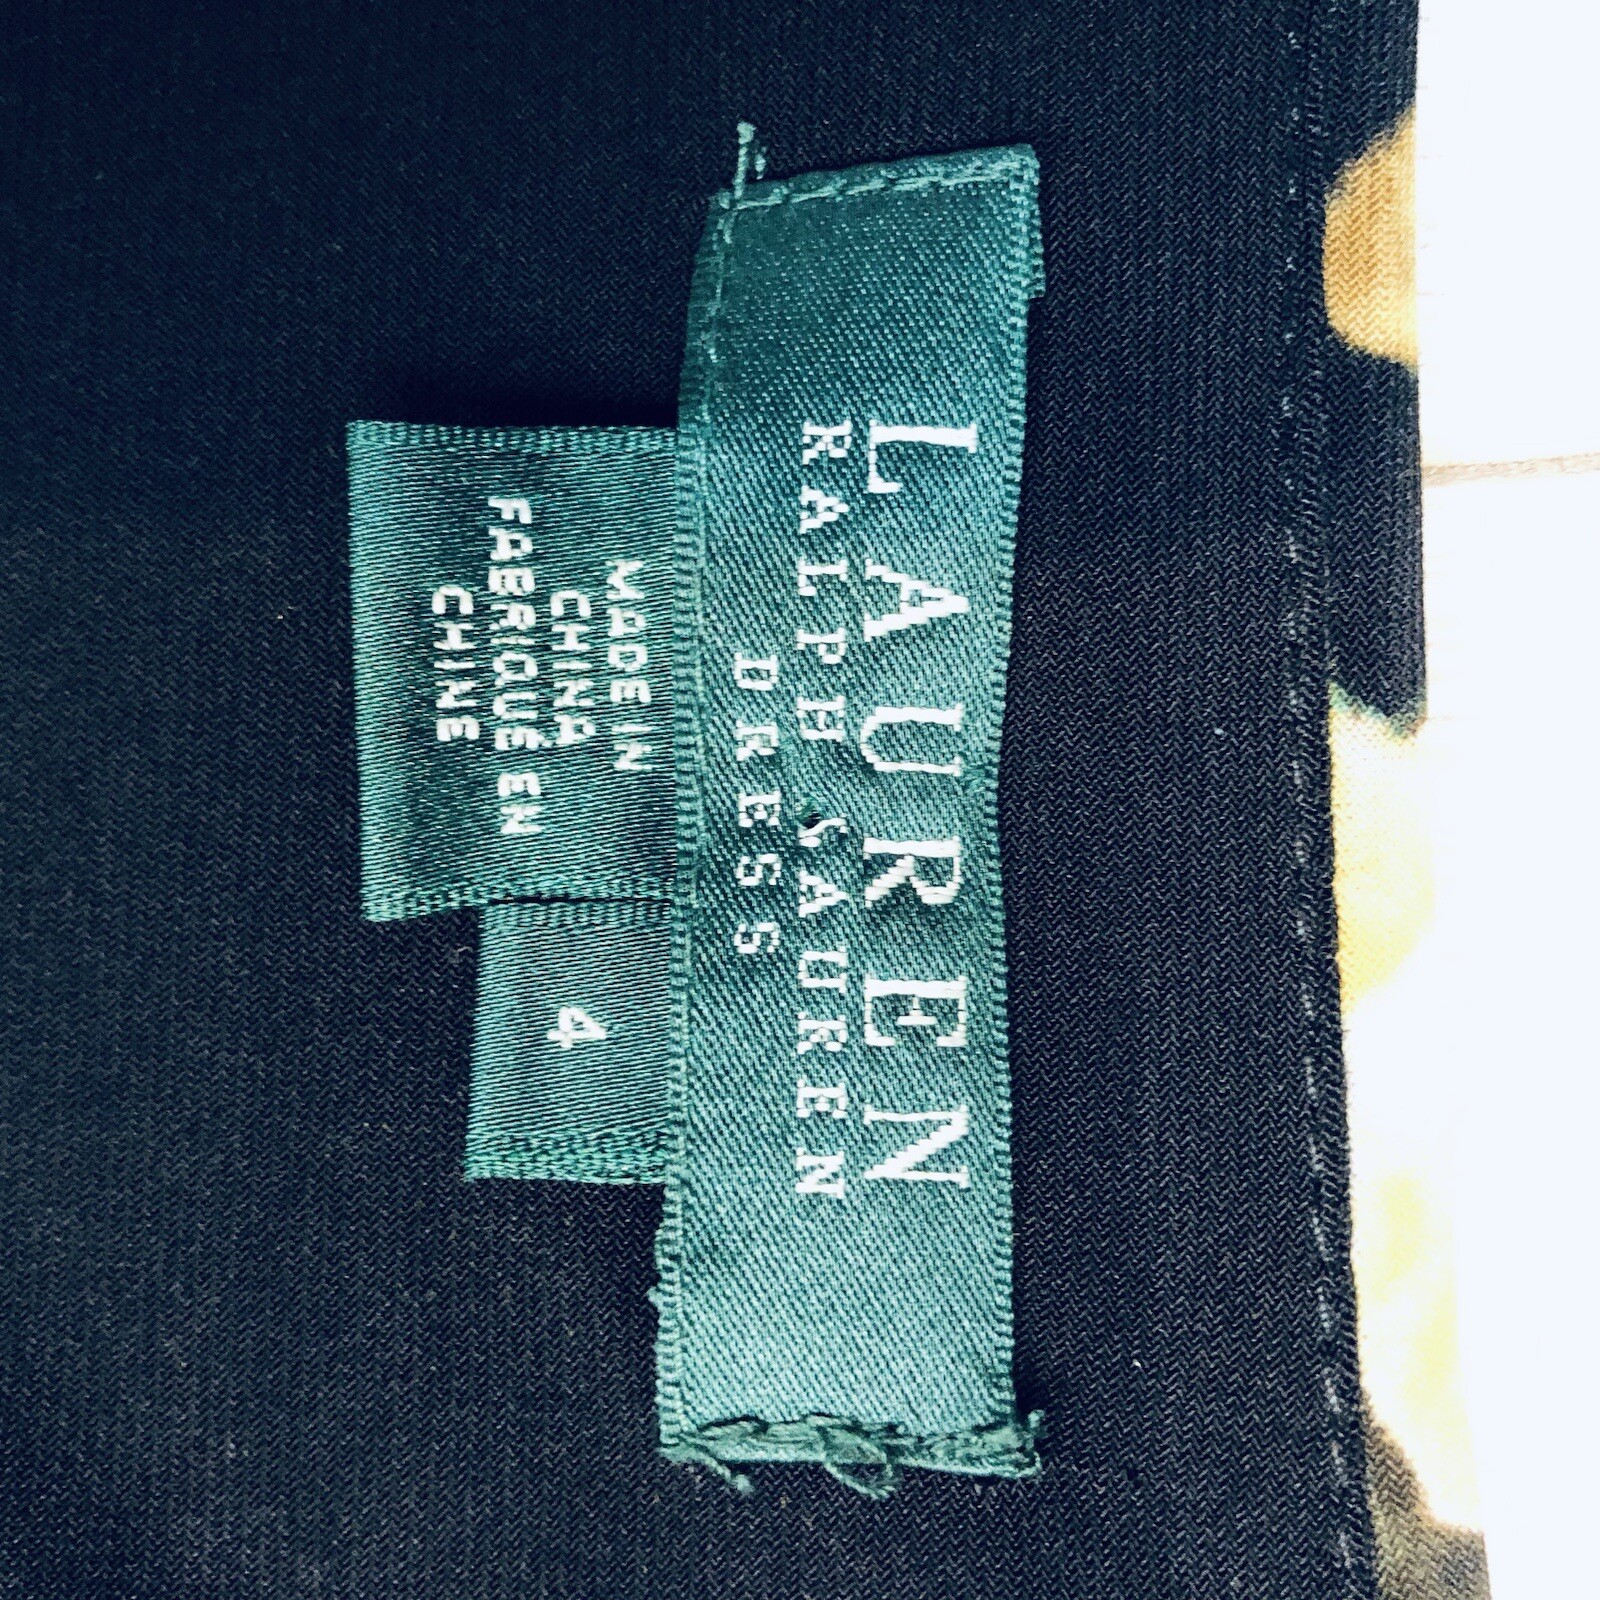 LAUREN
RALPH LAUREN
DRESS
MADE IN
CHINA
FABRIQUÉ EN
CHINE
4